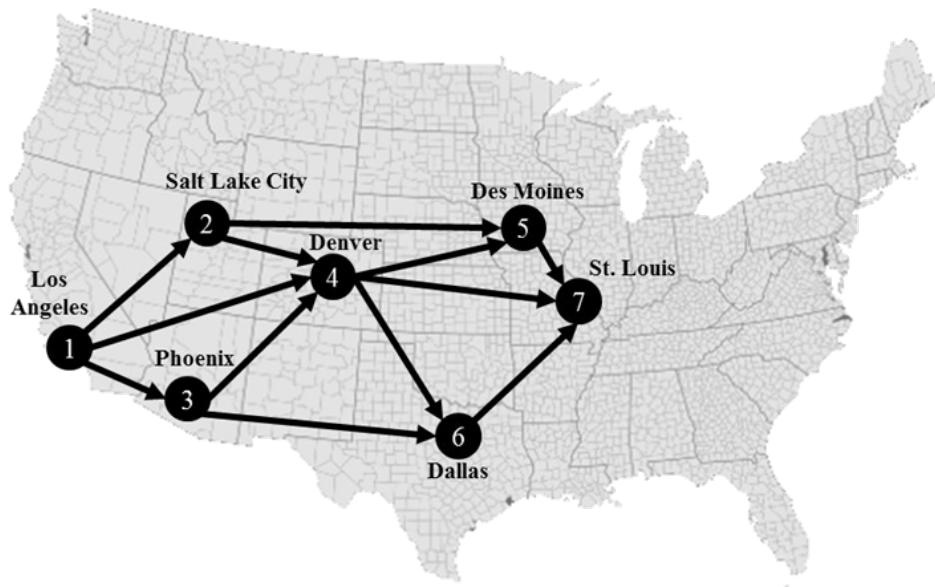 Salt Lake City
2
Des Moines
5
Denver
4
St. Louis
7
Los
Angeles
1
Phoenix
3
6
Dallas